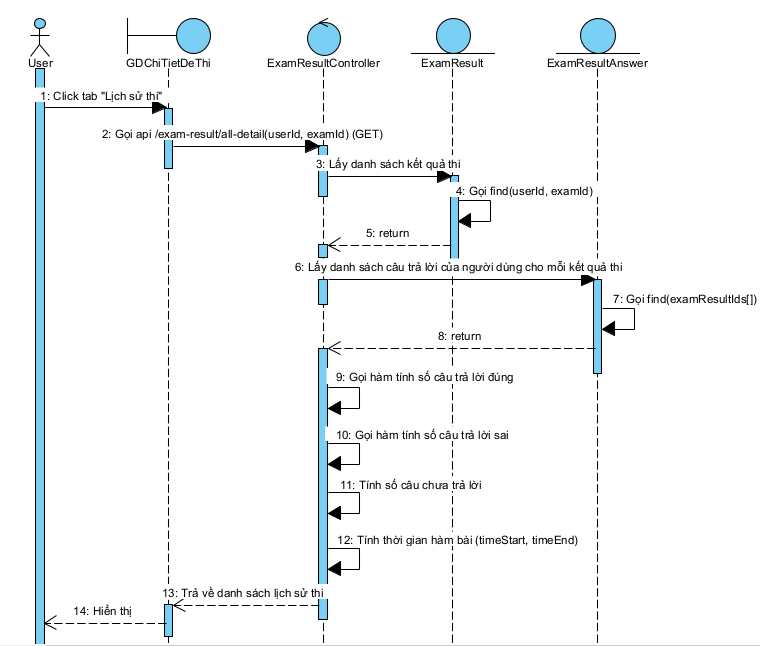 User
GDChiTietDeThi
ExamResultController
ExamResult
ExamResultAnswer
1: Click tab "Lịch sử thi"
2: Gọi api /exam-result/all-detail(userId, examId) (GET)
3: Lấy danh sách kết quả thi
4: Gọi find(userId, examId)
5: return
6: Lấy danh sách câu trả lời của người dùng cho mỗi kết quả thi
7: Gọi find(examResultIds[])
8: return
9: Gọi hàm tính số câu trả lời đúng
10: Gọi hàm tính số câu trả lời sai
11: Tính số câu chưa trả lời
12: Tính thời gian hàm bài (timeStart, timeEnd)
13: Trả về danh sách lịch sử thi
14: Hiển thị